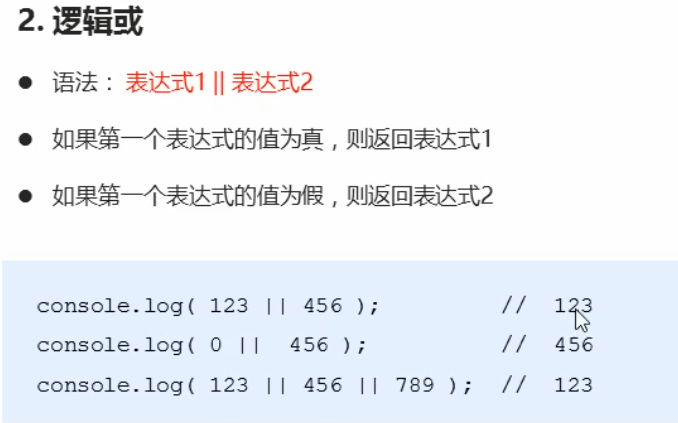 2. 逻辑或
● 语法： 表达式1 || 表达式2
● 如果第一个表达式的值为真，则返回表达式1
● 如果第一个表达式的值为假，则返回表达式2
console.log( 123 || 456 );         //  123
console.log( 0 ||  456 );          //  456
console.log( 123 || 456 || 789 );  //  123